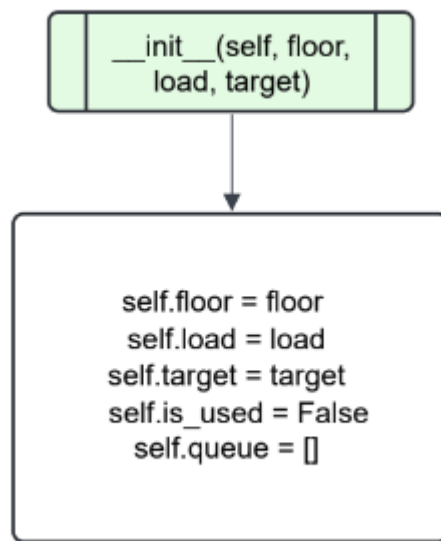 __init__(self, floor,
load, target)
self.floor = floor
self.load = load
self.target = target
self.is_used = False
self.queue = []